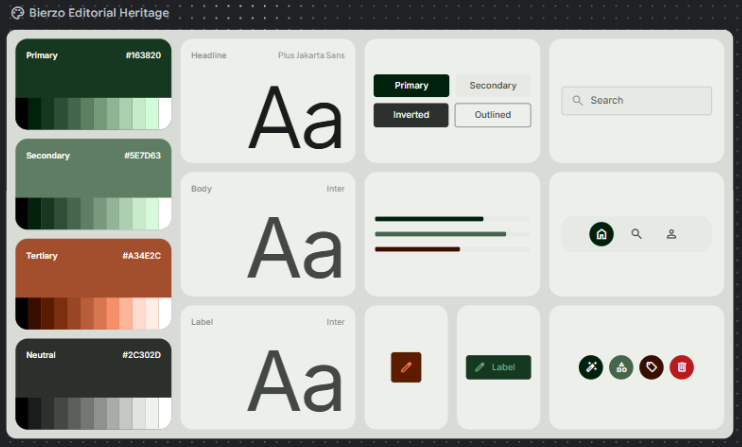 Bierzo Editorial Heritage
Primary #163820
Secondary #5E7D63
Tertiary #A34E2C
Neutral #2C302D
Headline Plus Jakarta Sans
Aa
Body Inter
Aa
Label Inter
Aa
Primary Secondary
Inverted Outlined
Label
Search